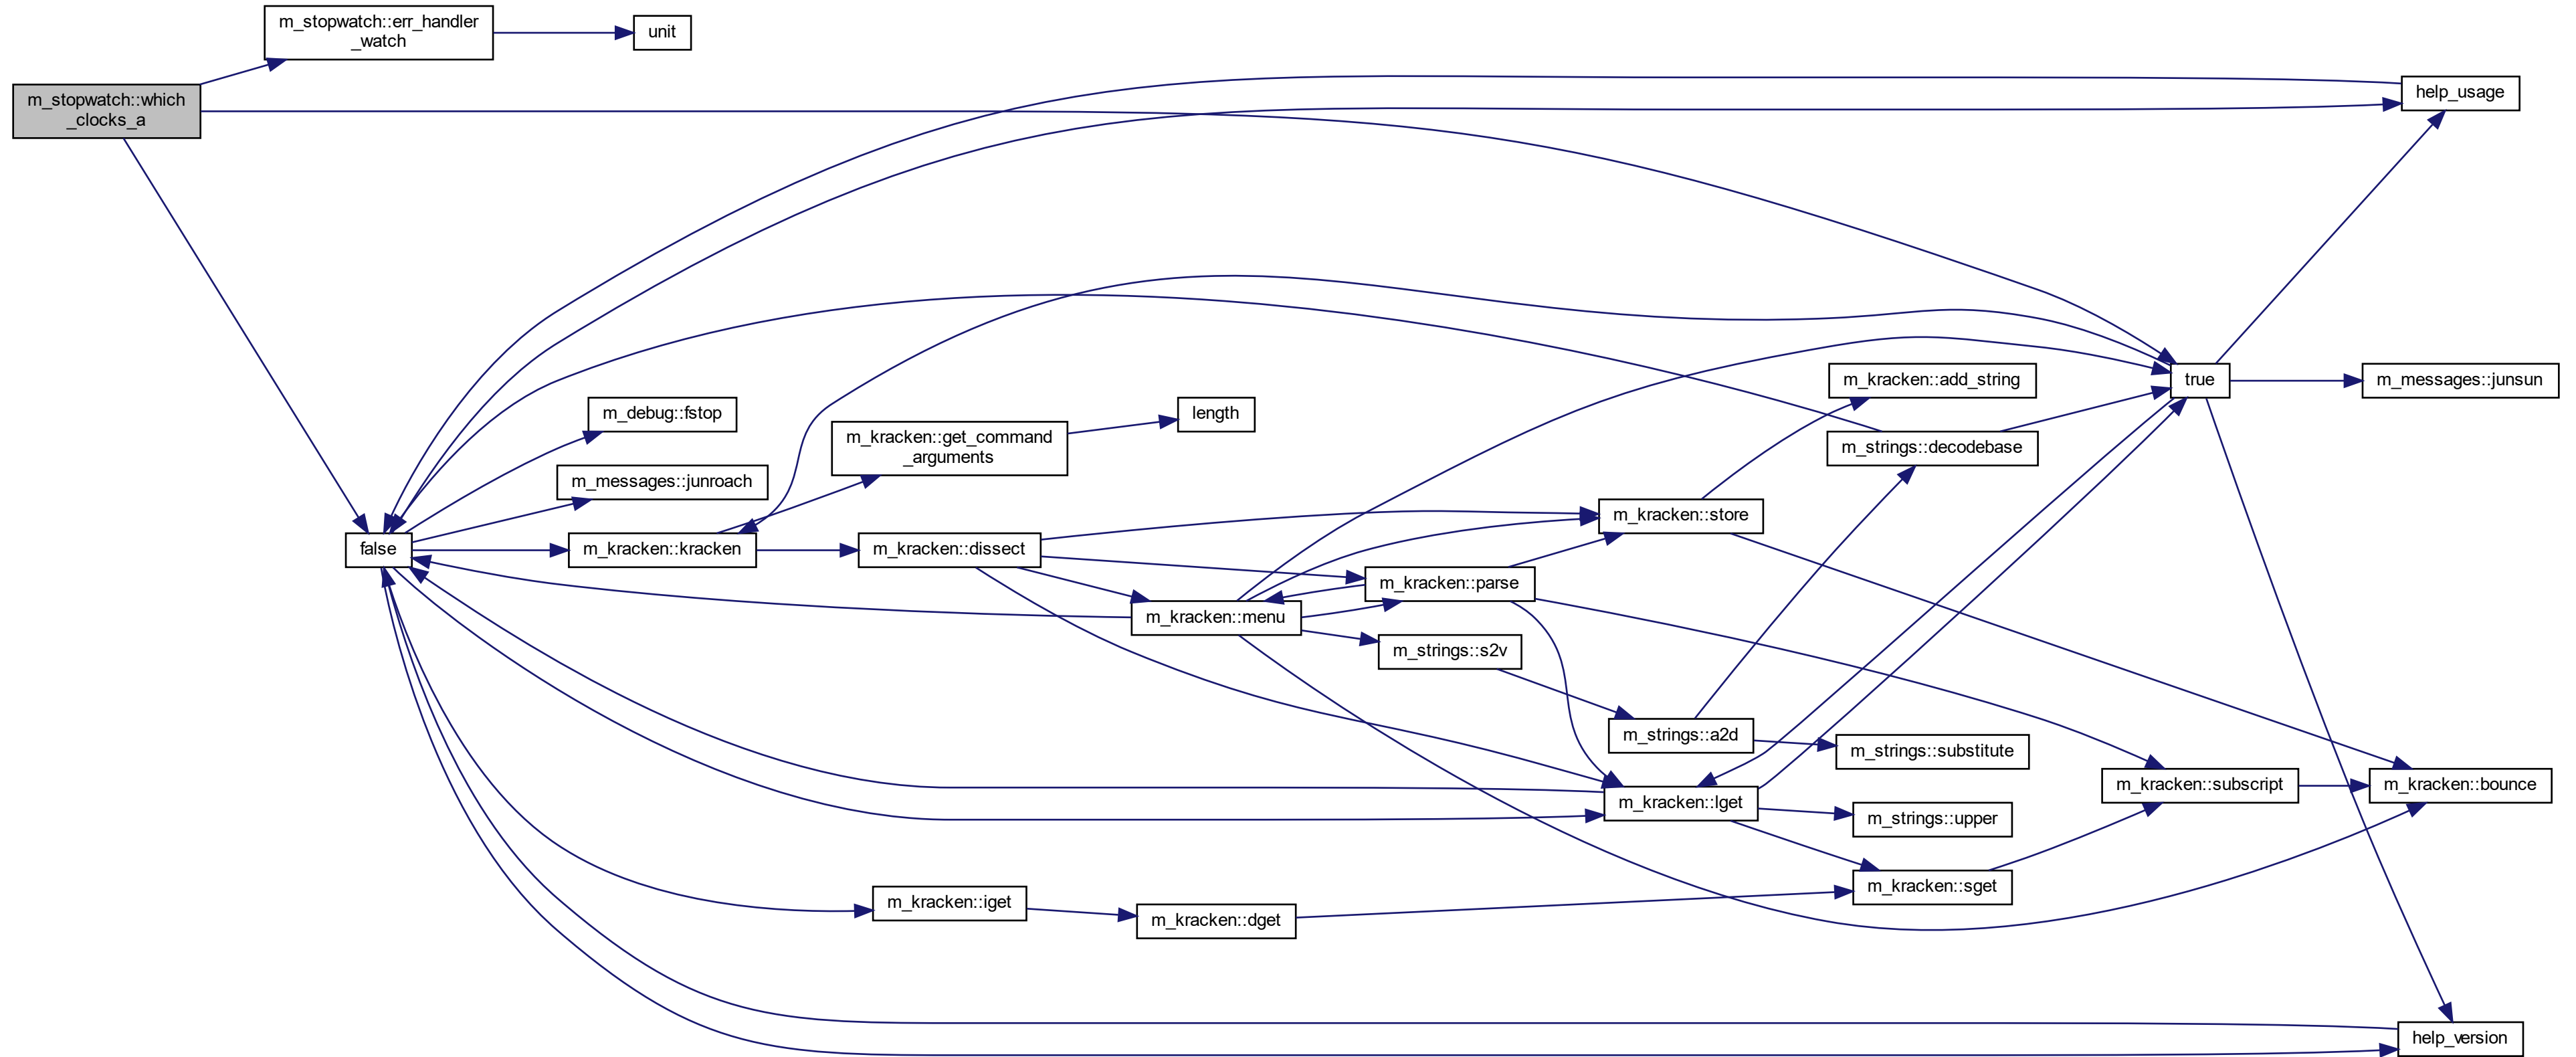 m_stopwatch::err_handler
_watch
unit
m_stopwatch::which
_clocks_a
help_usage
true
m_messages::junsun
m_kracken::add_string
m_debug::fstop
length
m_kracken::get_command
_arguments
m_strings::decodebase
m_messages::junroach
m_kracken::store
false
m_kracken::kracken
m_kracken::dissect
m_kracken::parse
m_kracken::menu
m_strings::s2v
m_strings::a2d
m_strings::substitute
m_kracken::subscript
m_kracken::bounce
m_kracken::lget
m_strings::upper
m_kracken::sget
m_kracken::iget
m_kracken::dget
help_version